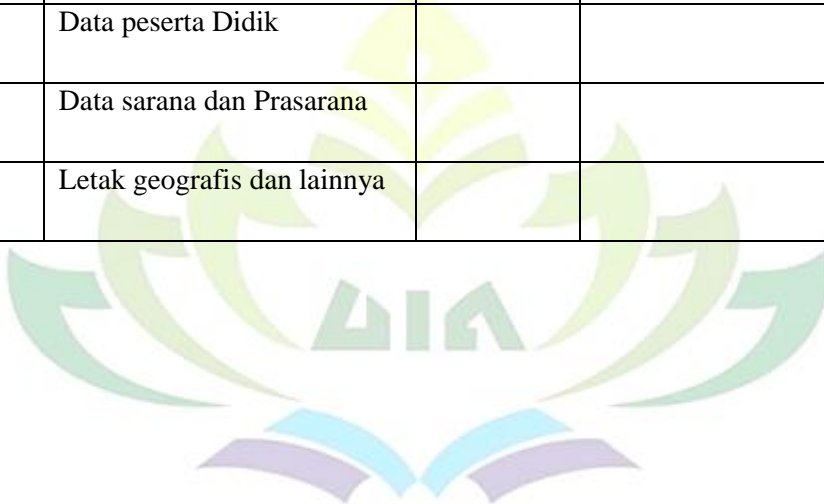 Data peserta Didik
Data sarana dan Prasarana
Letak geografis dan lainnya